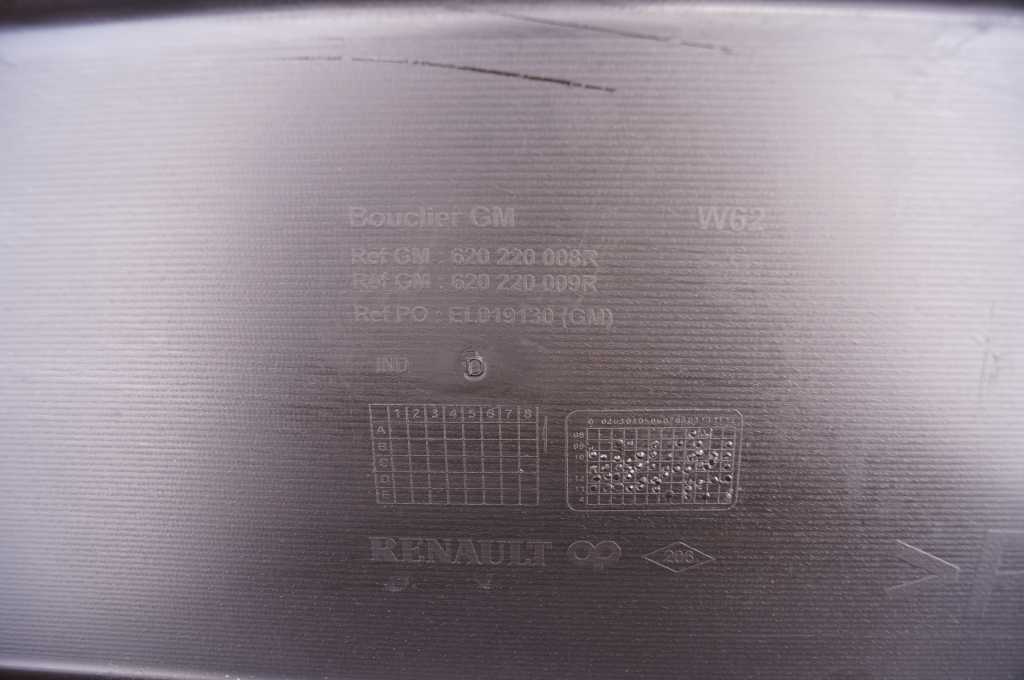 Bouclier GM W62
Ref GM : 620 220 008R
Ref GM : 620 220 009R
Ref PO : EL019130 (GM)
IND D
1 2 3 4 5 6 7 8
A
B
C
D
E
RENAULT 206